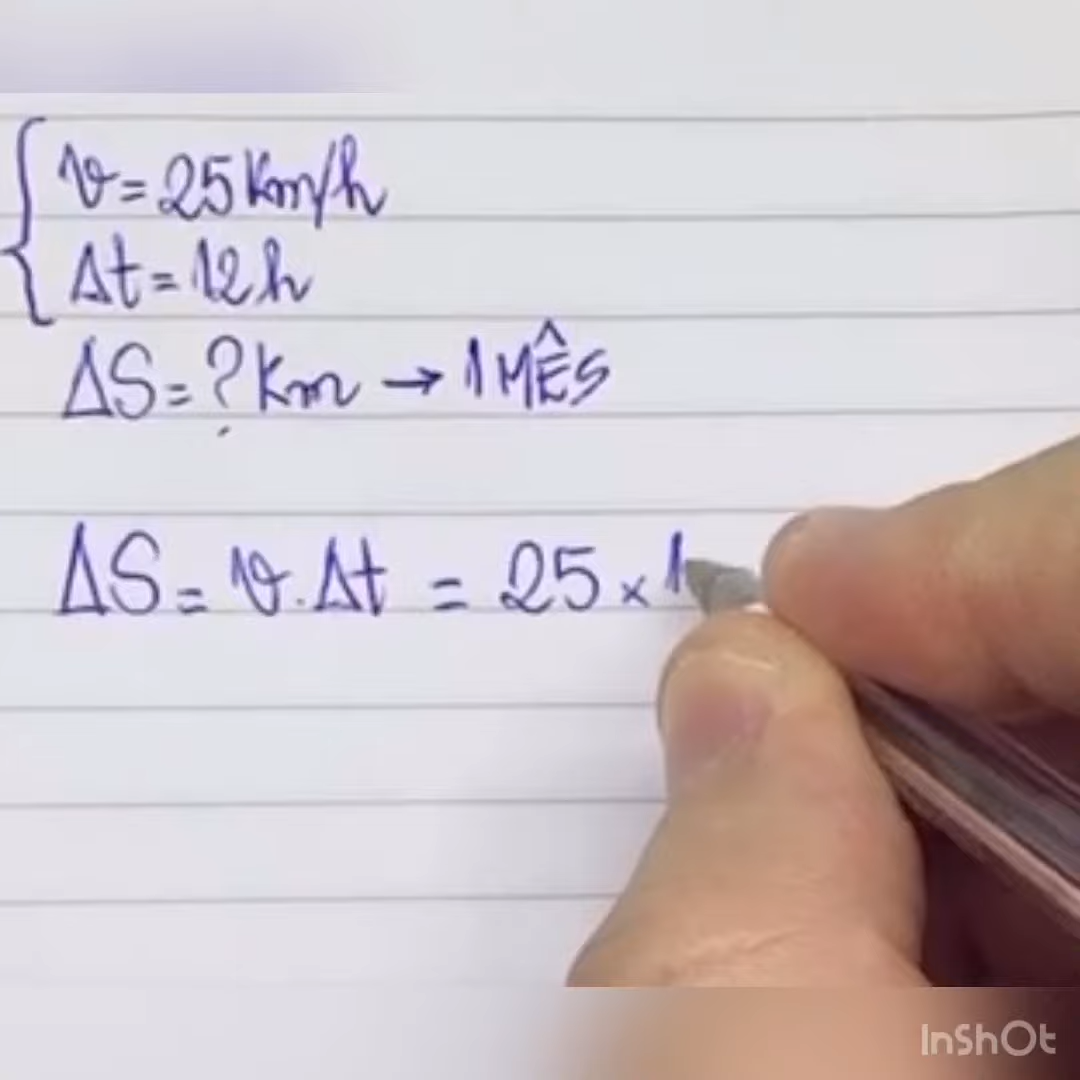 v = 25 Km/h
Δt = 12 h
ΔS = ? Km → 1 MÊS
ΔS = v . Δt = 25 × 1
InShOt